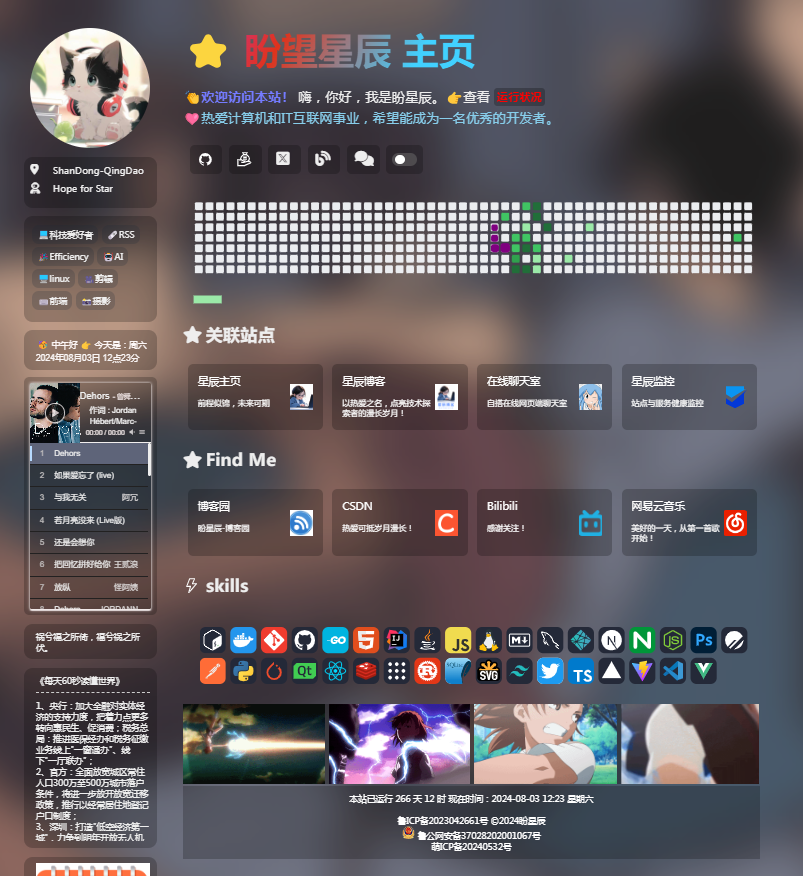 盼望星辰 主页
👏欢迎访问本站! 嗨,你好,我是盼星辰。👉查看 运行状况
热爱计算机和IT互联网事业,希望能成为一名优秀的开发者。
ShanDong-QingDao
Hope for Star
科技爱好者
RSS
Efficiency
AI
linux
剪辑
前端
摄影
中午好 👉 今天是:周六
2024年08月03日 12点23分
Dehors
作词 : Jordan
Hébert/Marc-
00:00 / 00:00
1 Dehors
2 如果爱忘了 (live)
3 与我无关 阿冗
4 若月亮没来 (Live版)
5 还是会想你
6 把回忆拼好给你 王贰浪
7 放纵 怪阿姨
8 Dehors JORDANN
祸兮福之所倚,福兮祸之所
伏。
《每天60秒读懂世界》
1、央行:加大金融对实体经
济的支持力度,把着力点更多
转向惠民生、促消费;税务总
局:推进医保经办和税务征缴
业务线上“一窗通办”、线
下“一厅联办”;
2、官方:全面放宽城区常住
人口300万至500万城市落户
条件,将进一步放开放宽迁移
政策,推行以经常居住地登记
户口制度;
3、深圳:打造“低空经济第一
城”,力争到明年开放无人机
关联站点
星辰主页
前程似锦,未来可期
星辰博客
以热爱之名,点亮技术探
索者的漫长岁月!
在线聊天室
自搭在线网页端聊天室
星辰监控
站点与服务健康监控
Find Me
博客园
盼星辰-博客园
CSDN
热爱可抵岁月漫长!
Bilibili
感谢关注!
网易云音乐
美好的一天,从第一首歌
开始!
skills
GO
JS
M↓
Ps
Qt
SQLite
SVG
TS
本站已运行 266 天 12 时 现在时间:2024-08-03 12:23 星期六
鲁ICP备2023042661号 ©2024盼星辰
鲁公网安备37028202001067号
萌ICP备20240532号